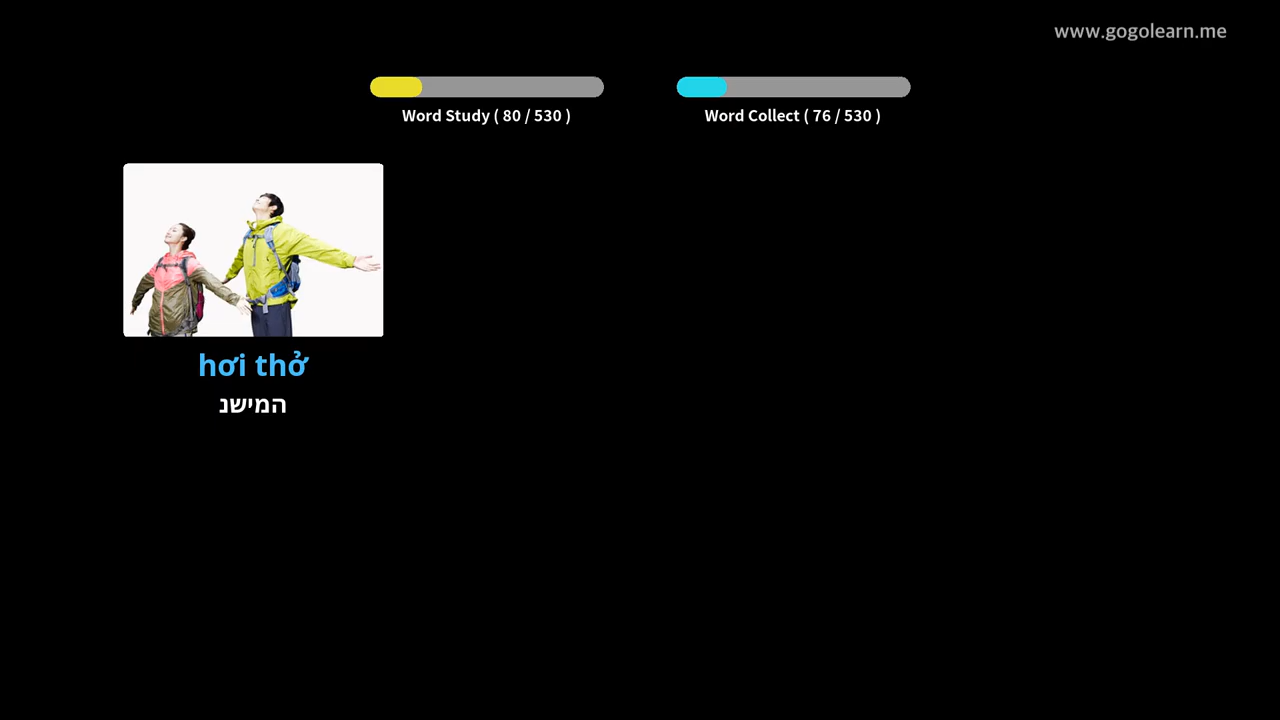 www.gogolearn.me
Word Study ( 80 / 530 )
Word Collect ( 76 / 530 )
hơi thở
המישנ